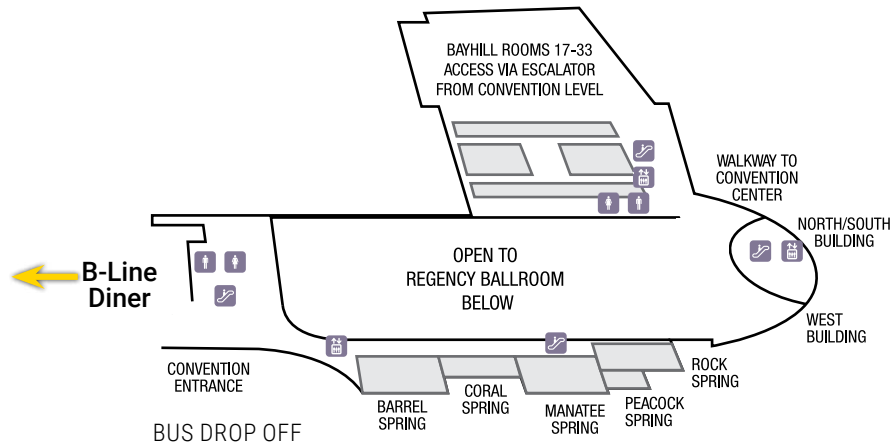 BAYHILL ROOMS 17-33
ACCESS VIA ESCALATOR
FROM CONVENTION LEVEL
WALKWAY TO
CONVENTION
CENTER
NORTH/SOUTH
BUILDING
OPEN TO
REGENCY BALLROOM
BELOW
B-Line
Diner
WEST
BUILDING
CONVENTION
ENTRANCE
BARREL
SPRING
CORAL
SPRING
MANATEE
SPRING
PEACOCK
SPRING
ROCK
SPRING
BUS DROP OFF